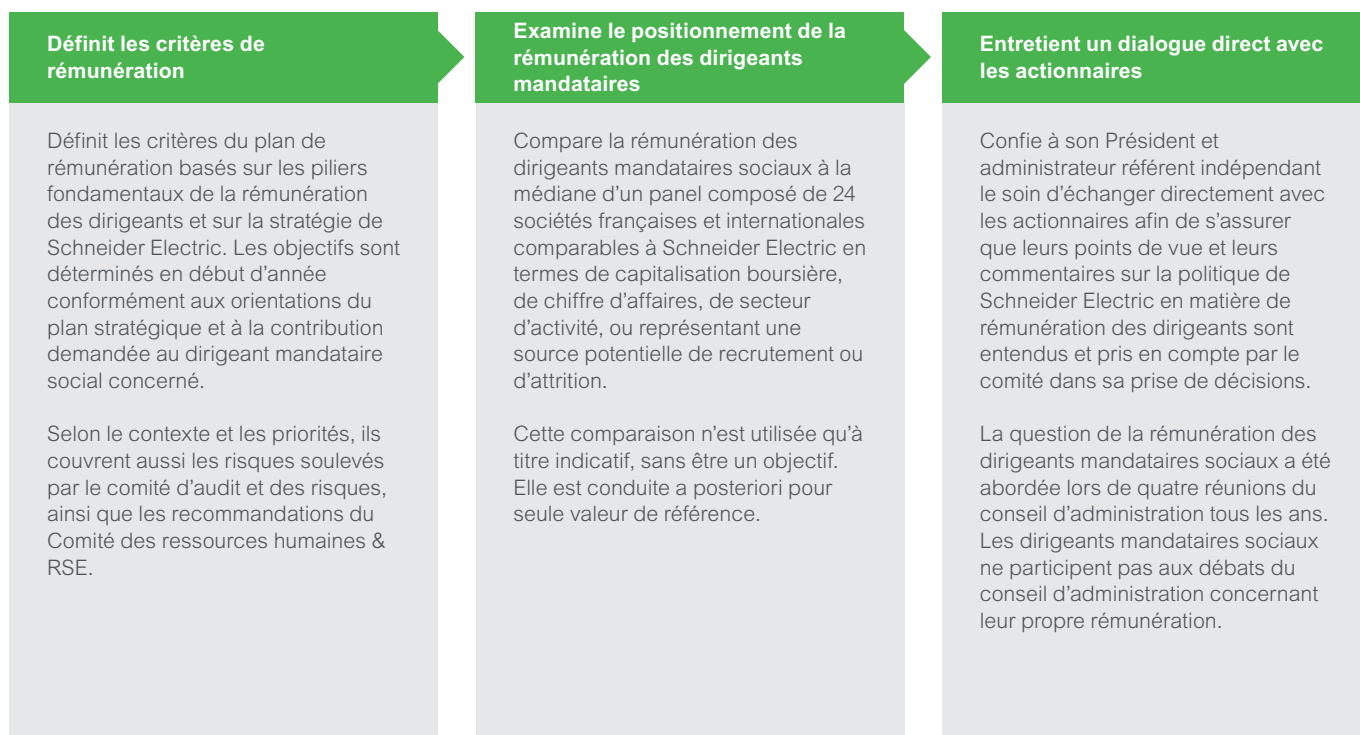 Définit les critères de
rémunération
Définit les critères du plan de
rémunération basés sur les piliers
fondamentaux de la rémunération
des dirigeants et sur la stratégie de
Schneider Electric. Les objectifs sont
déterminés en début d’année
conformément aux orientations du
plan stratégique et à la contribution
demandée au dirigeant mandataire
social concerné.
Selon le contexte et les priorités, ils
couvrent aussi les risques soulevés
par le comité d’audit et des risques,
ainsi que les recommandations du
Comité des ressources humaines &
RSE.
Examine le positionnement de la
rémunération des dirigeants
mandataires
Compare la rémunération des
dirigeants mandataires sociaux à la
médiane d’un panel composé de 24
sociétés françaises et internationales
comparables à Schneider Electric en
termes de capitalisation boursière,
de chiffre d’affaires, de secteur
d’activité, ou représentant une
source potentielle de recrutement ou
d’attrition.
Cette comparaison n’est utilisée qu’à
titre indicatif, sans être un objectif.
Elle est conduite a posteriori pour
seule valeur de référence.
Entretient un dialogue direct avec
les actionnaires
Confie à son Président et
administrateur référent indépendant
le soin d’échanger directement avec
les actionnaires afin de s’assurer
que leurs points de vue et leurs
commentaires sur la politique de
Schneider Electric en matière de
rémunération des dirigeants sont
entendus et pris en compte par le
comité dans sa prise de décisions.
La question de la rémunération des
dirigeants mandataires sociaux a été
abordée lors de quatre réunions du
conseil d’administration tous les ans.
Les dirigeants mandataires sociaux
ne participent pas aux débats du
conseil d’administration concernant
leur propre rémunération.